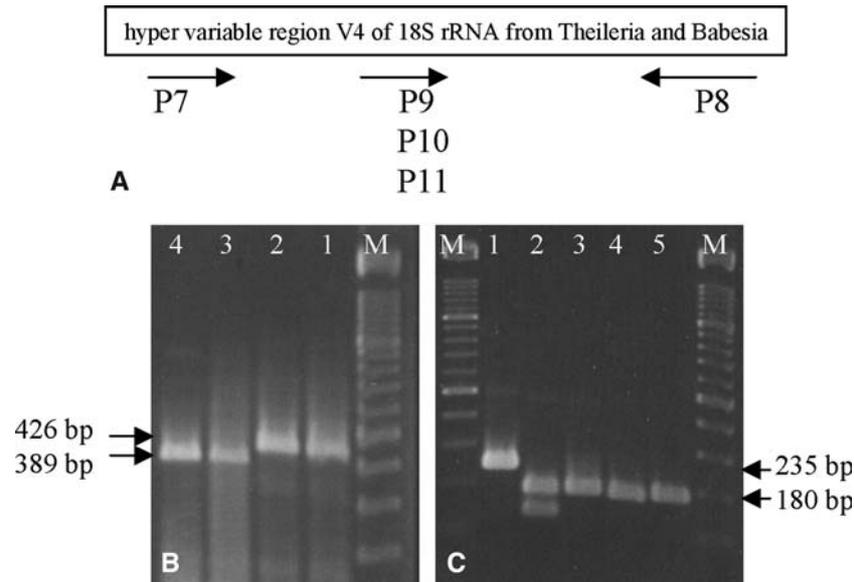 hyper variable region V4 of 18S rRNA from Theileria and Babesia
P7 P9 P8
P10
P11
A
4 3 2 1 M
M 1 2 3 4 5 M
426 bp
389 bp
235 bp
180 bp
B
C